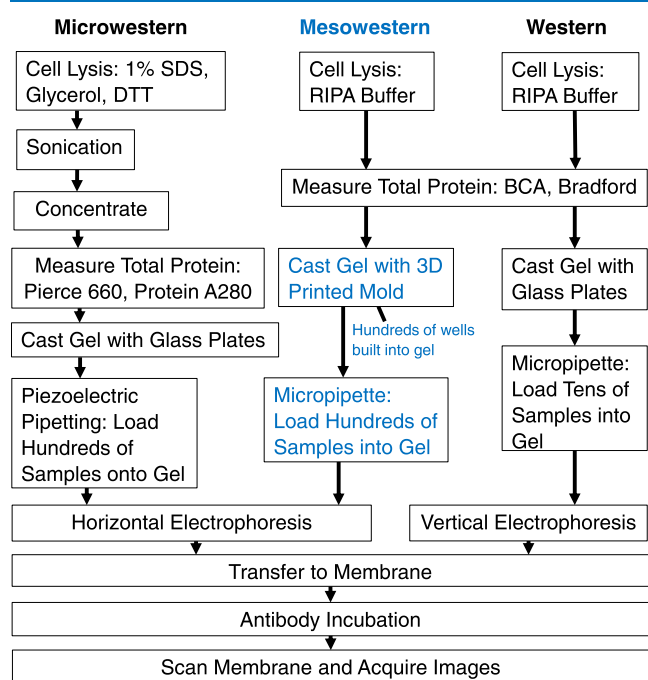 Microwestern
Mesowestern
Western
Cell Lysis: 1% SDS,
Glycerol, DTT
Cell Lysis:
RIPA Buffer
Cell Lysis:
RIPA Buffer
Sonication
Measure Total Protein: BCA, Bradford
Concentrate
Measure Total Protein:
Pierce 660, Protein A280
Cast Gel with 3D
Printed Mold
Cast Gel with
Glass Plates
Hundreds of wells
built into gel
Cast Gel with Glass Plates
Piezoelectric
Pipetting: Load
Hundreds of
Samples onto Gel
Micropipette:
Load Hundreds of
Samples into Gel
Micropipette:
Load Tens of
Samples into
Gel
Horizontal Electrophoresis
Vertical Electrophoresis
Transfer to Membrane
Antibody Incubation
Scan Membrane and Acquire Images